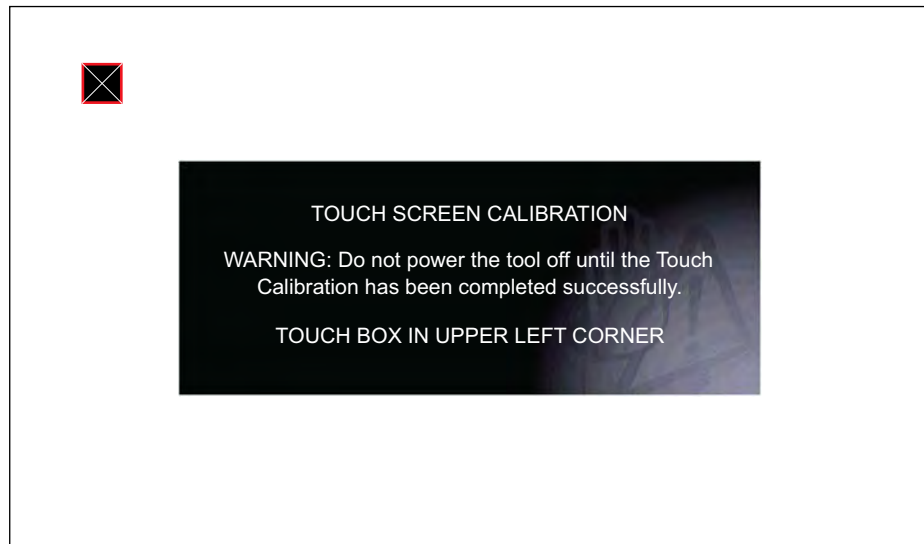 TOUCH SCREEN CALIBRATION
WARNING: Do not power the tool off until the Touch
Calibration has been completed successfully.
TOUCH BOX IN UPPER LEFT CORNER